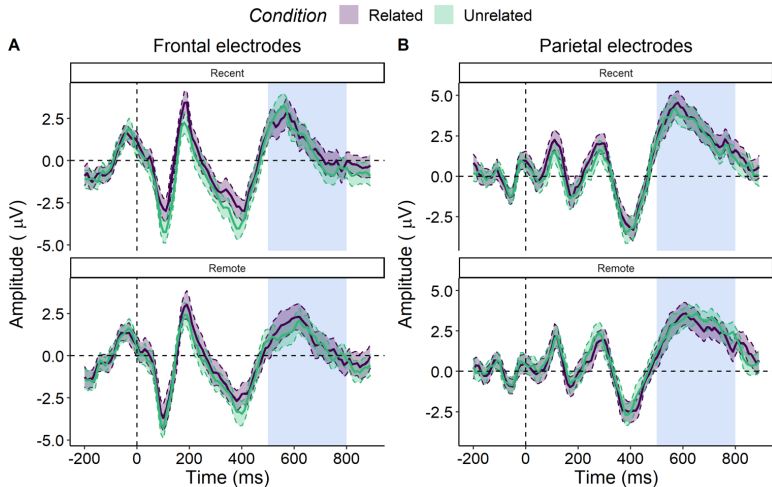 Condition Related Unrelated
A Frontal electrodes
B Parietal electrodes
Recent
Recent
Amplitude ( μV)
2.5
0.0
-2.5
-5.0
Amplitude ( μV)
5.0
2.5
0.0
-2.5
Remote
Remote
2.5
0.0
-2.5
-5.0
5.0
2.5
0.0
-2.5
-200 0 200 400 600 800
Time (ms)
-200 0 200 400 600 800
Time (ms)